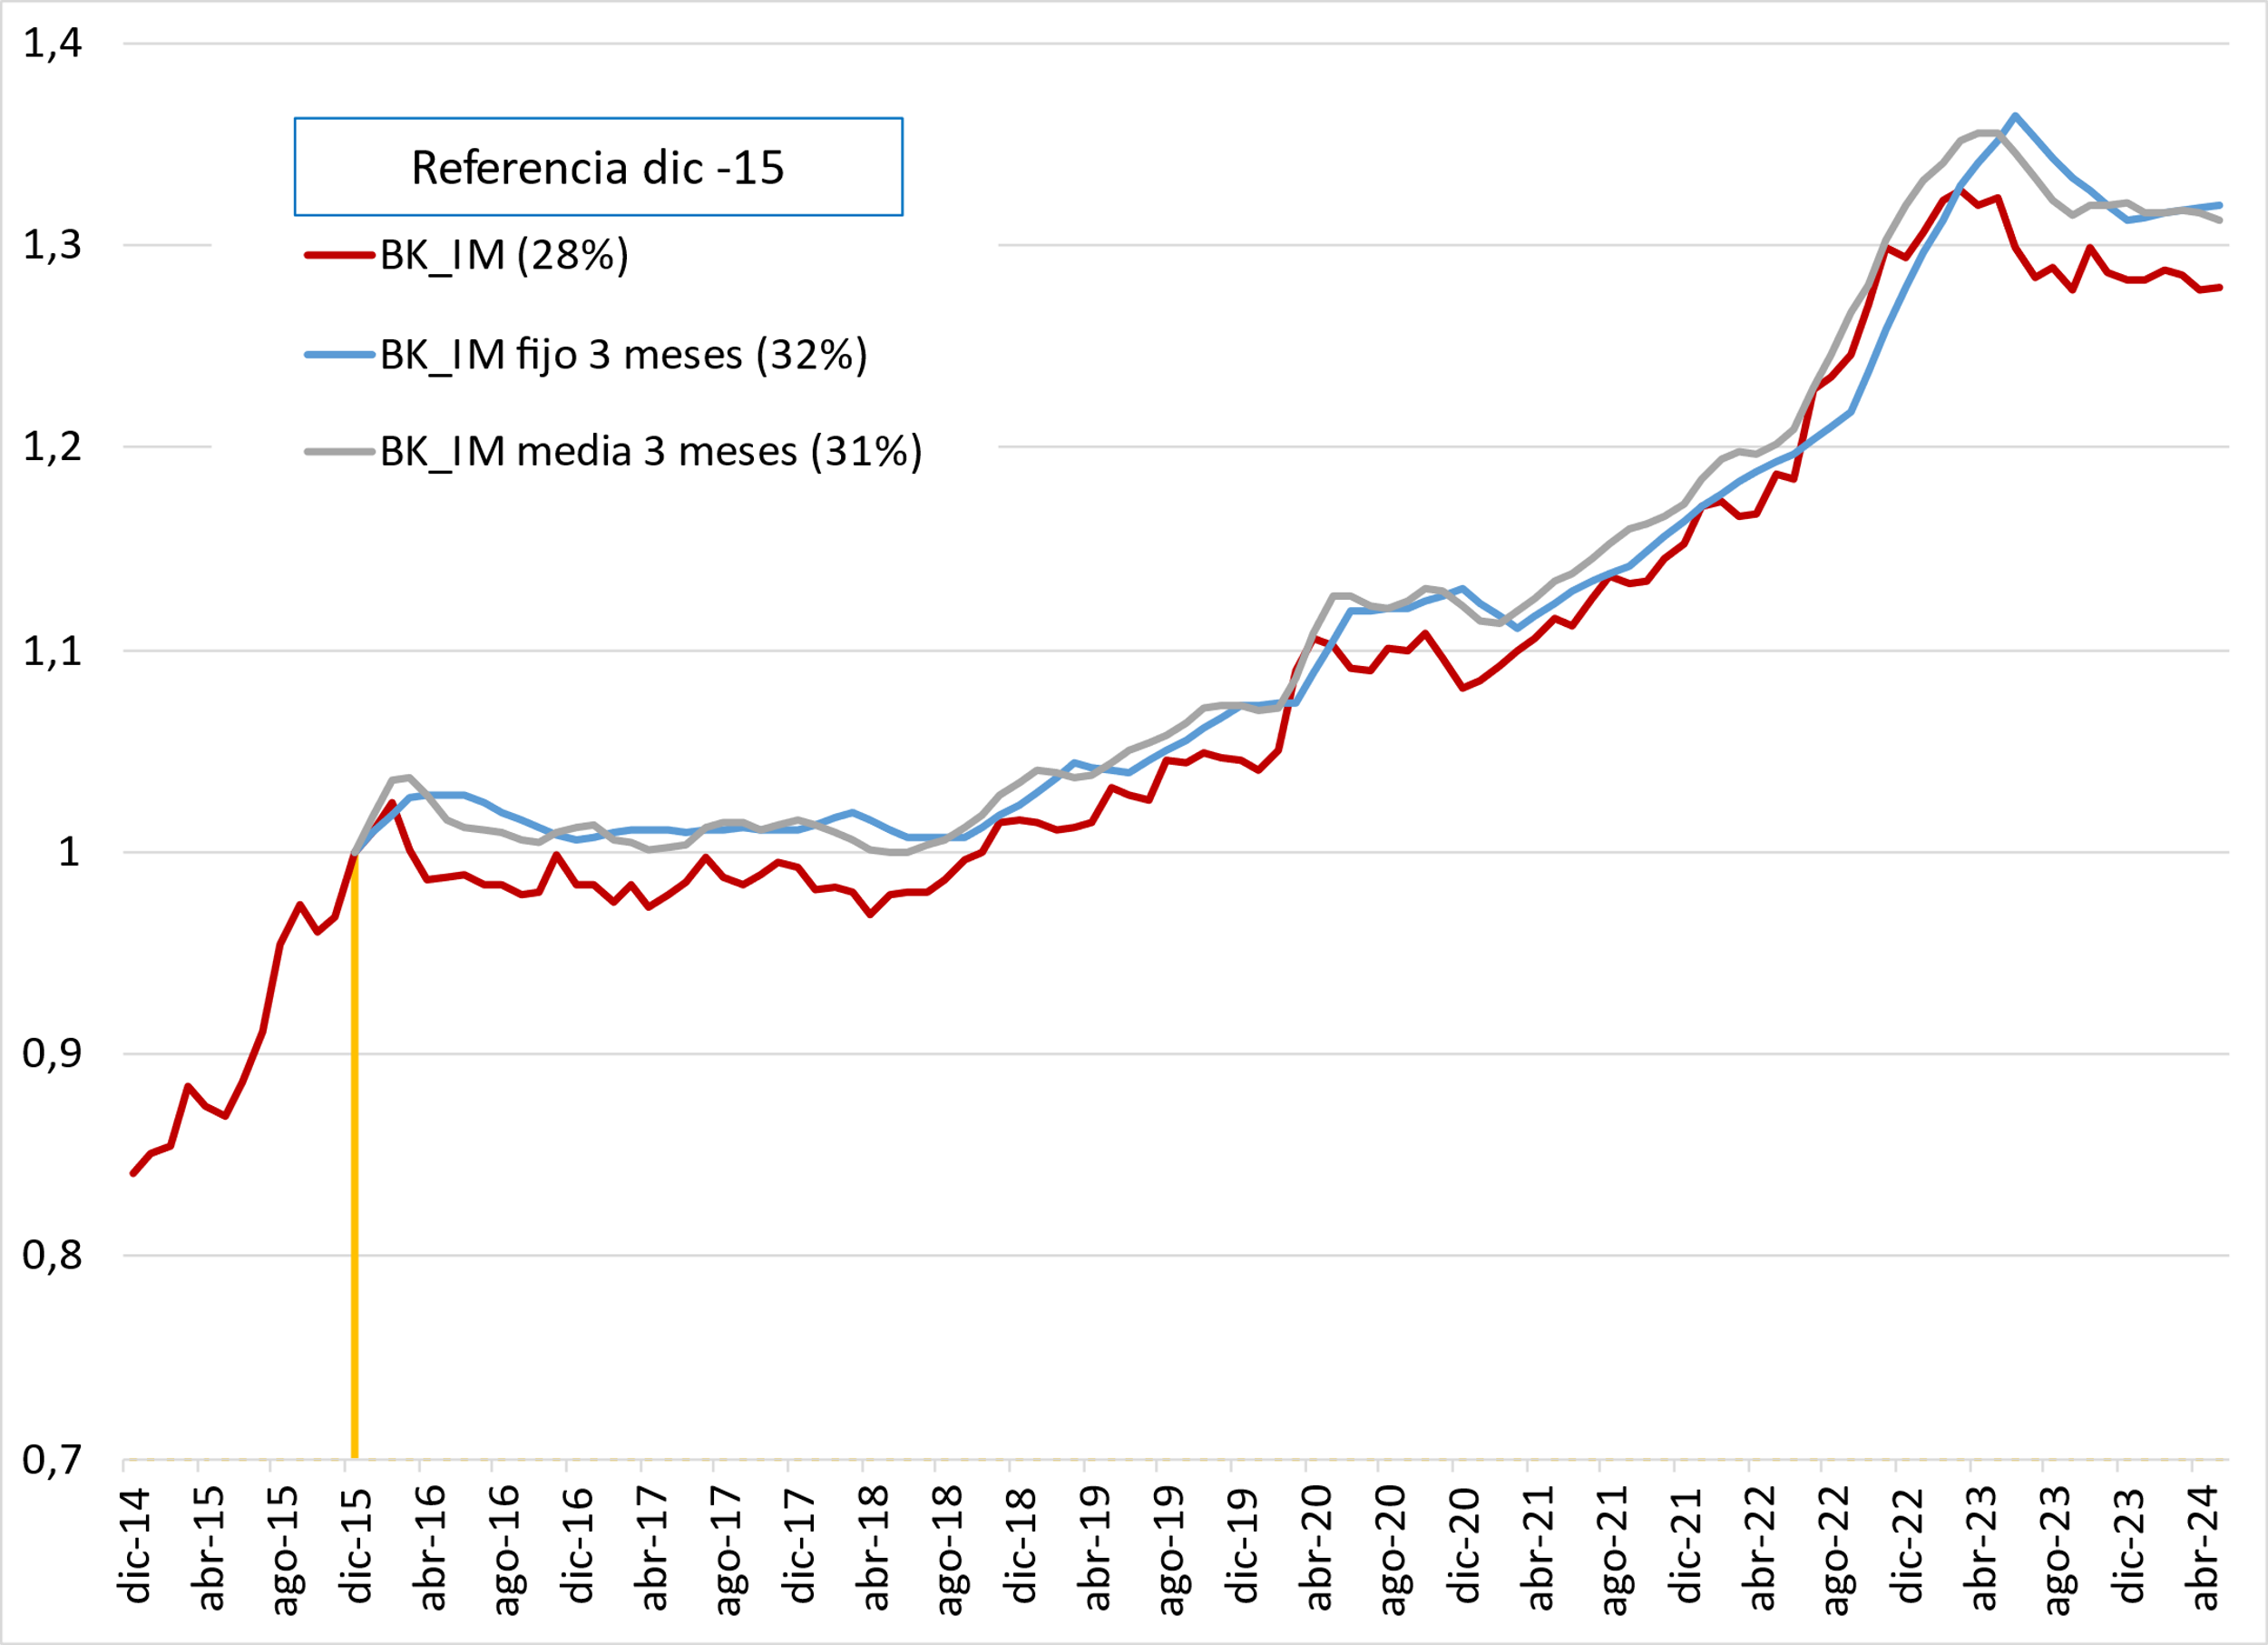 1,4
1,3
1,2
1,1
1
0,9
0,8
0,7
Referencia dic -15
BK_IM (28%)
BK_IM fijo 3 meses (32%)
BK_IM media 3 meses (31%)
dic-14
abr-15
ago-15
dic-15
abr-16
ago-16
dic-16
abr-17
ago-17
dic-17
abr-18
ago-18
dic-18
abr-19
ago-19
dic-19
abr-20
ago-20
dic-20
abr-21
ago-21
dic-21
abr-22
ago-22
dic-22
abr-23
ago-23
dic-23
abr-24